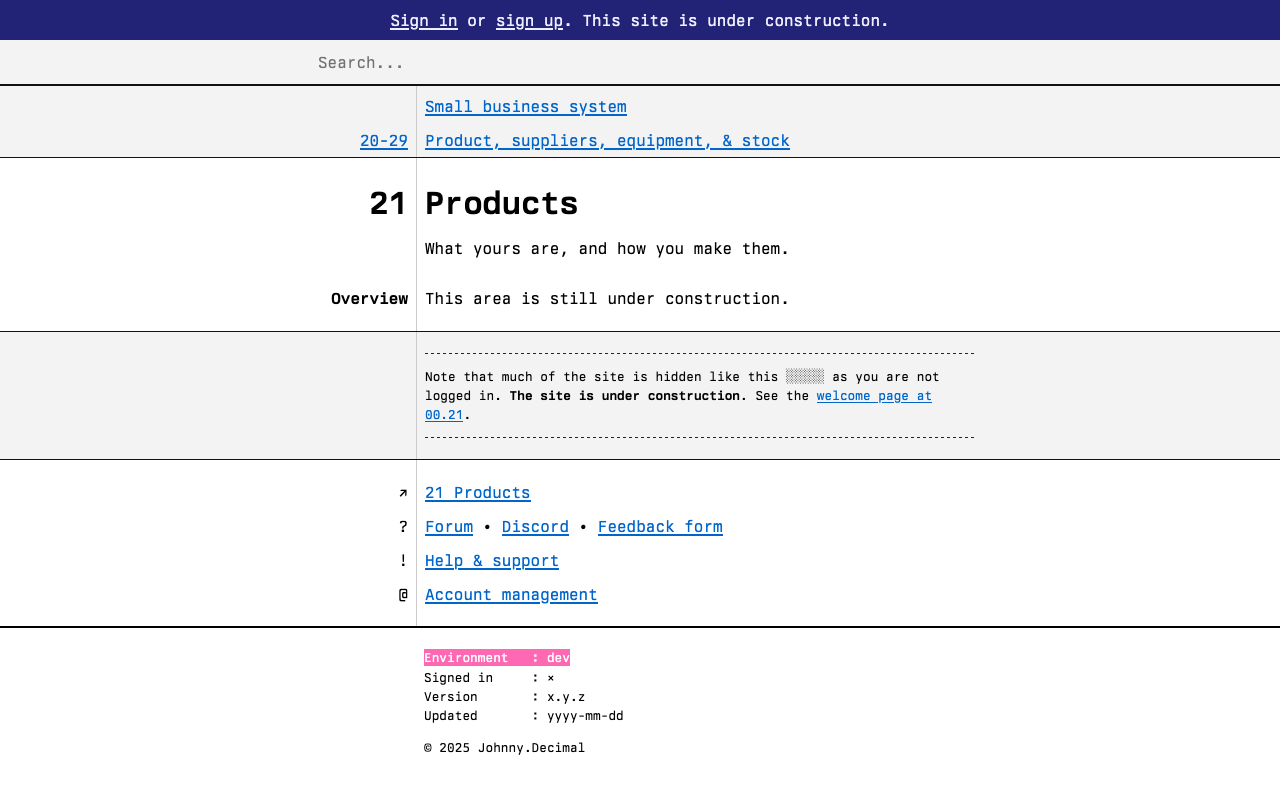 Sign in or sign up. This site is under construction.
Search...
Small business system
20-29 Product, suppliers, equipment, & stock
21 Products
What yours are, and how you make them.
Overview This area is still under construction.
Note that much of the site is hidden like this ░░░░░ as you are not
logged in. The site is under construction. See the welcome page at
00.21.
↗ 21 Products
? Forum • Discord • Feedback form
! Help & support
@ Account management
Environment : dev
Signed in : ×
Version : x.y.z
Updated : yyyy-mm-dd
© 2025 Johnny.Decimal